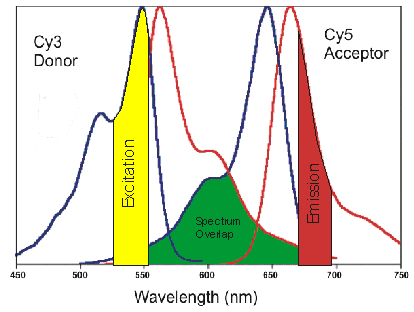 Cy3
Donor
Cy5
Acceptor
Excitation
Spectrum
Overlap
Emission
450 500 550 600 650 700 750
Wavelength (nm)